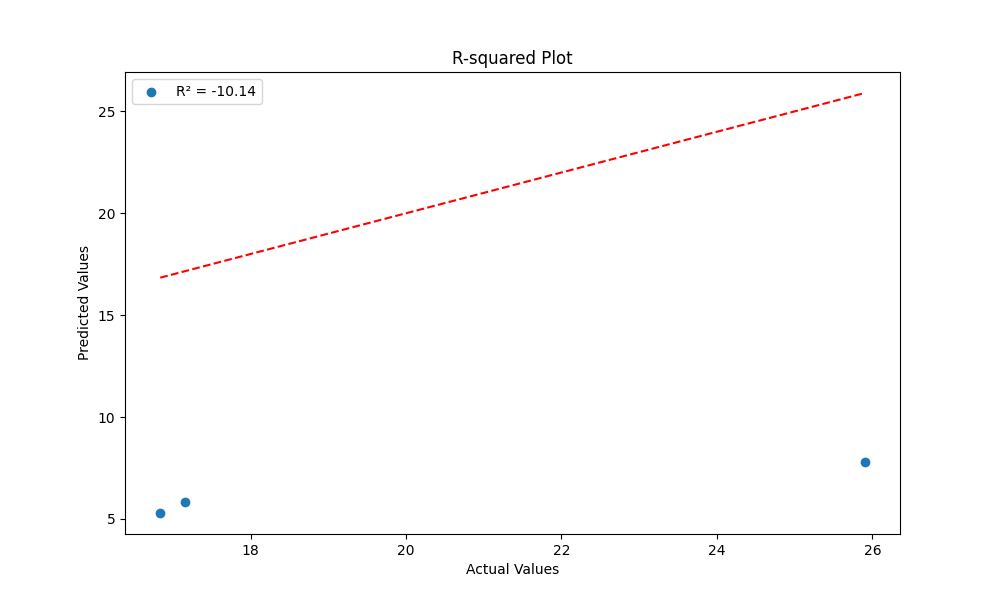 R-squared Plot
R² = -10.14
25
20
15
10
5
Predicted Values
18
20
22
24
26
Actual Values